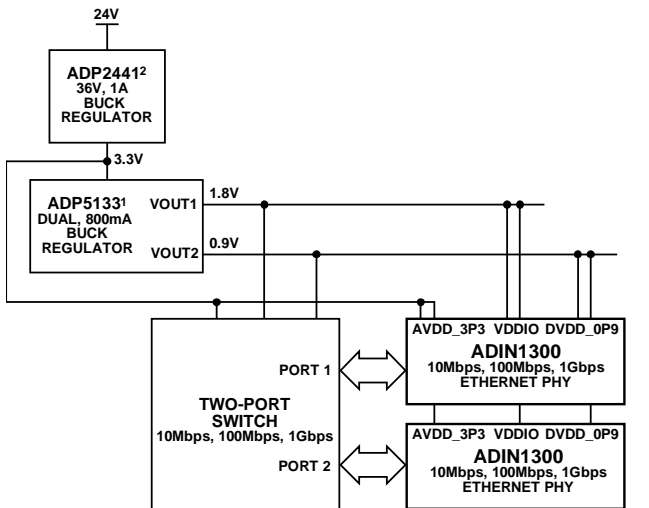 24V
ADP2441²
36V, 1A
BUCK
REGULATOR
3.3V
ADP5133¹
DUAL, 800mA
BUCK
REGULATOR
VOUT1
1.8V
VOUT2
0.9V
AVDD_3P3 VDDIO DVDD_0P9
ADIN1300
10Mbps, 100Mbps, 1Gbps
ETHERNET PHY
PORT 1
TWO-PORT
SWITCH
10Mbps, 100Mbps, 1Gbps
PORT 2
AVDD_3P3 VDDIO DVDD_0P9
ADIN1300
10Mbps, 100Mbps, 1Gbps
ETHERNET PHY